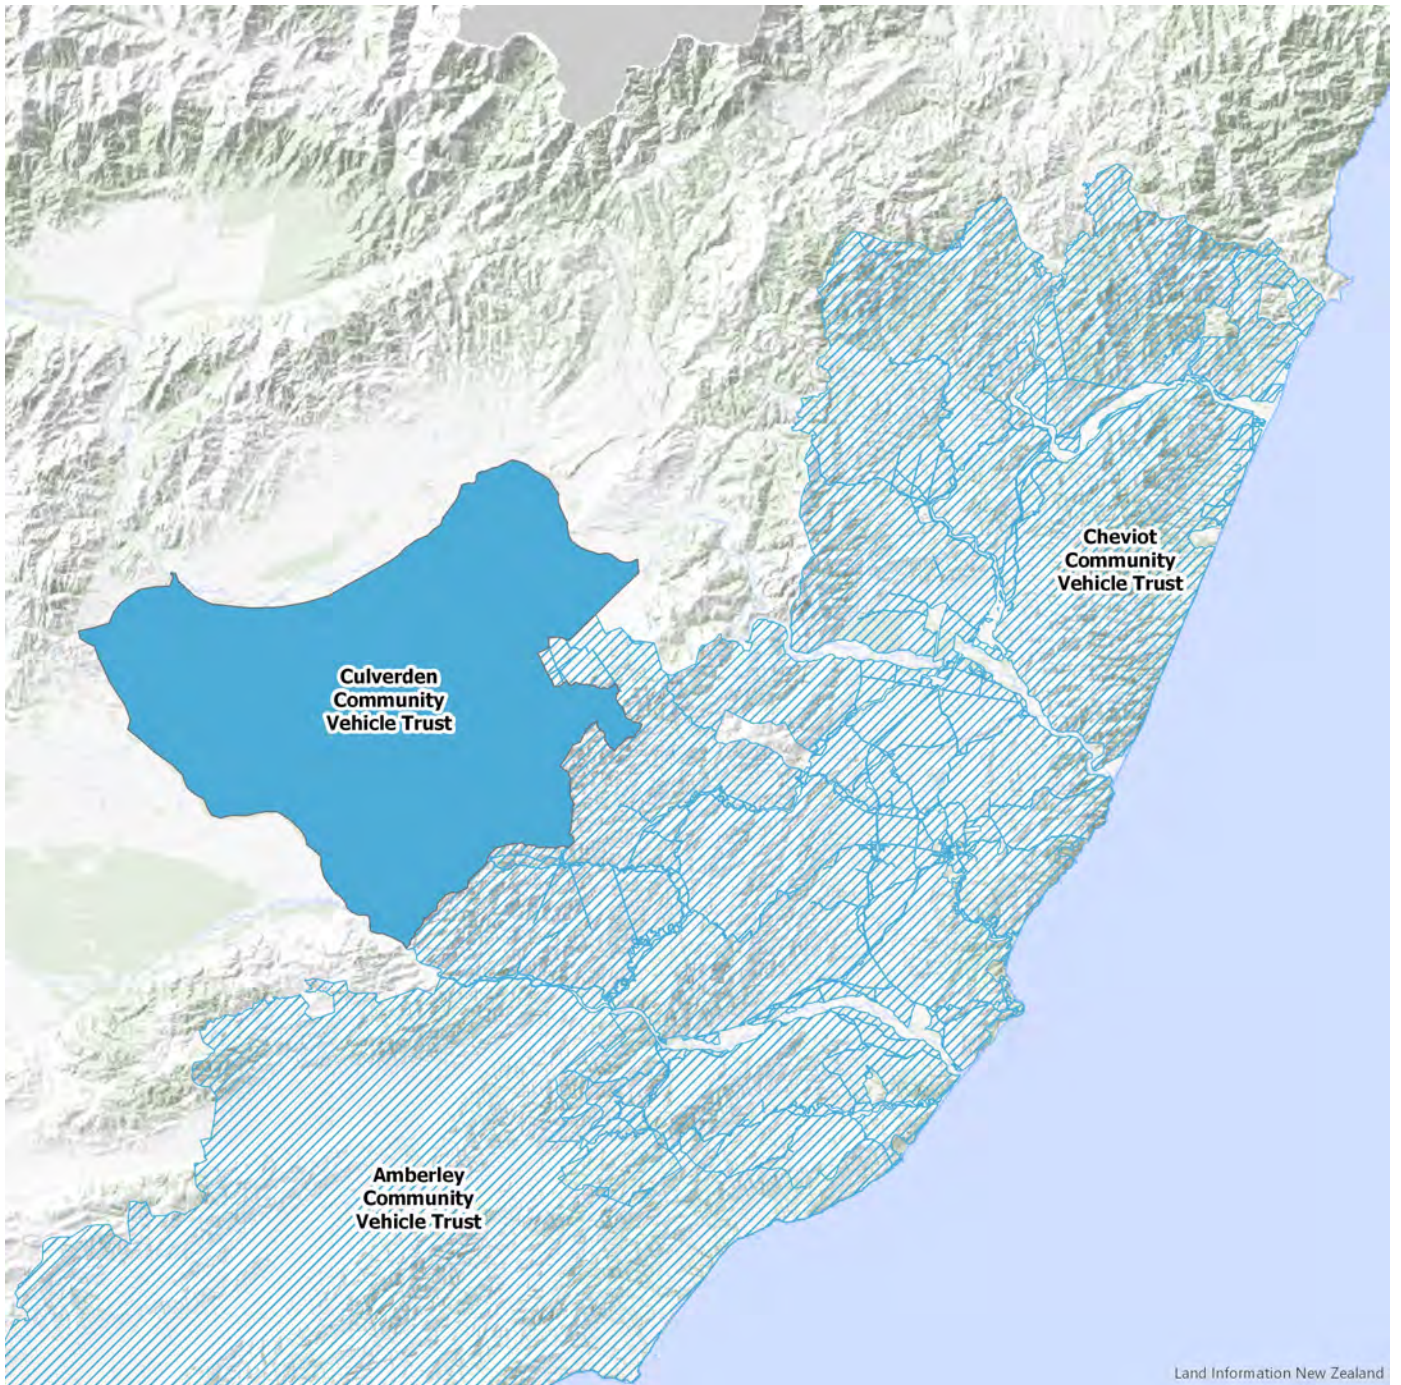 Cheviot
Community
Vehicle Trust
Culverden
Community
Vehicle Trust
Amberley
Community
Vehicle Trust
Land Information New Zealand